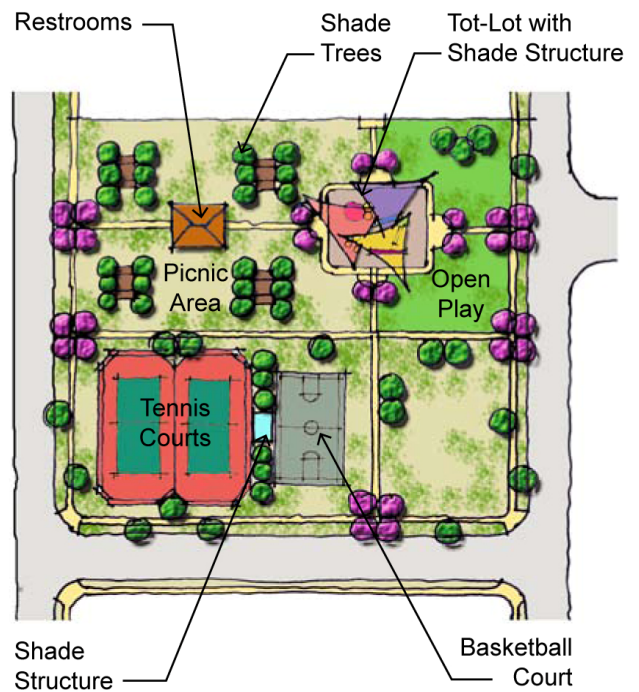 Restrooms
Shade
Trees
Tot-Lot with
Shade Structure
Picnic
Area
Open
Play
Tennis
Courts
Shade
Structure
Basketball
Court